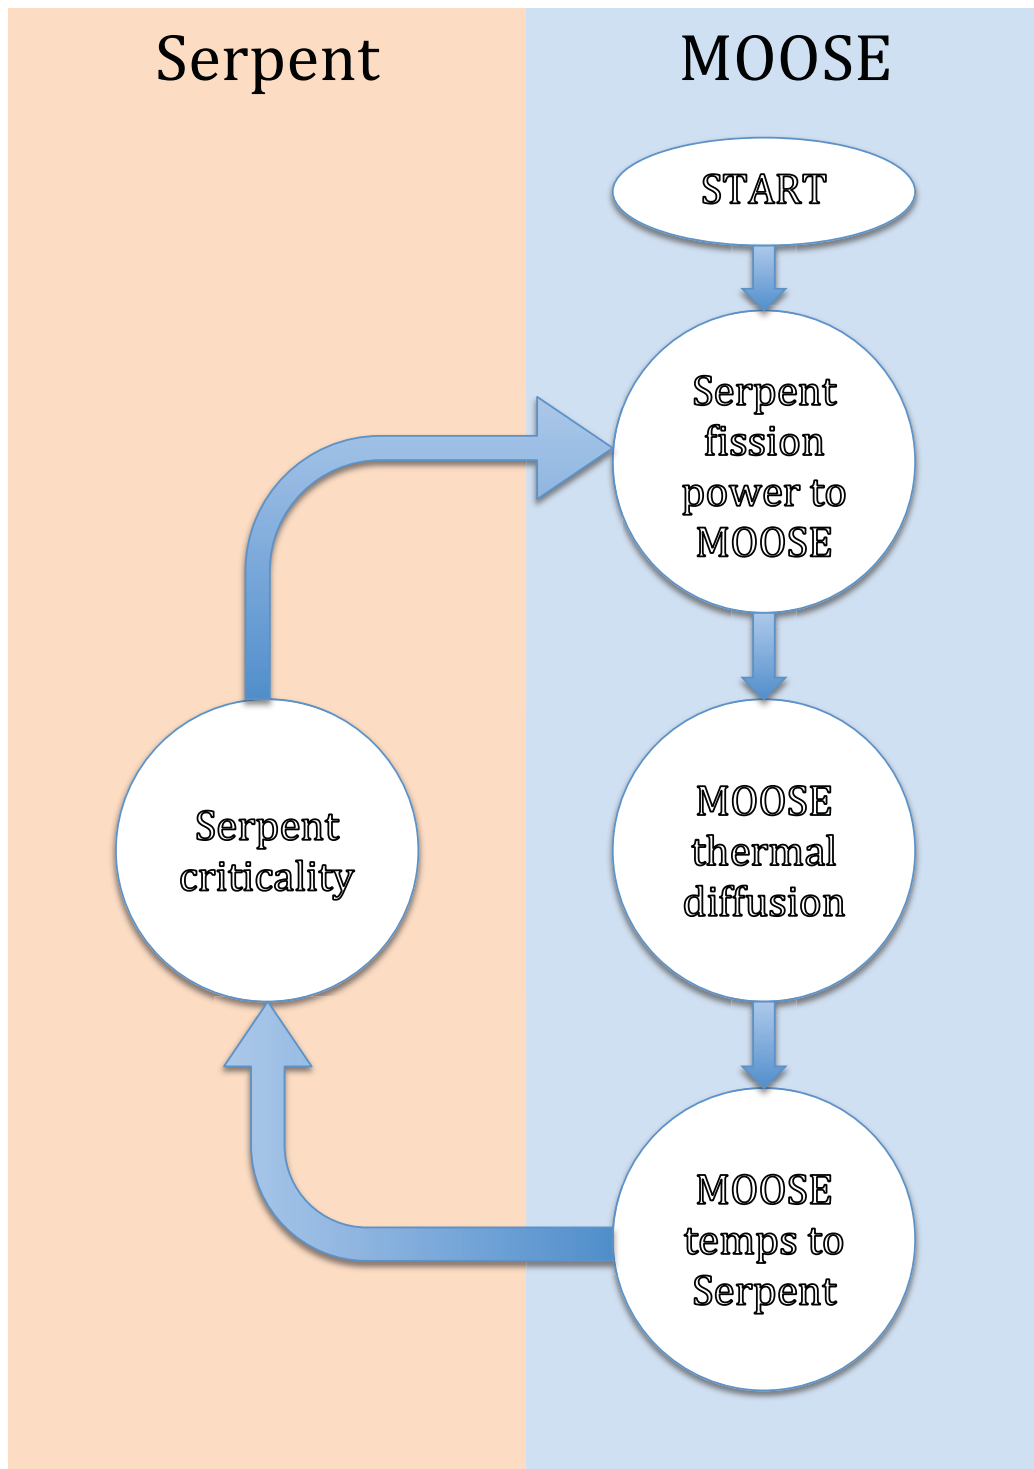 Serpent
MOOSE
START
Serpent
fission
power to
MOOSE
MOOSE
thermal
diffusion
Serpent
criticality
MOOSE
temps to
Serpent